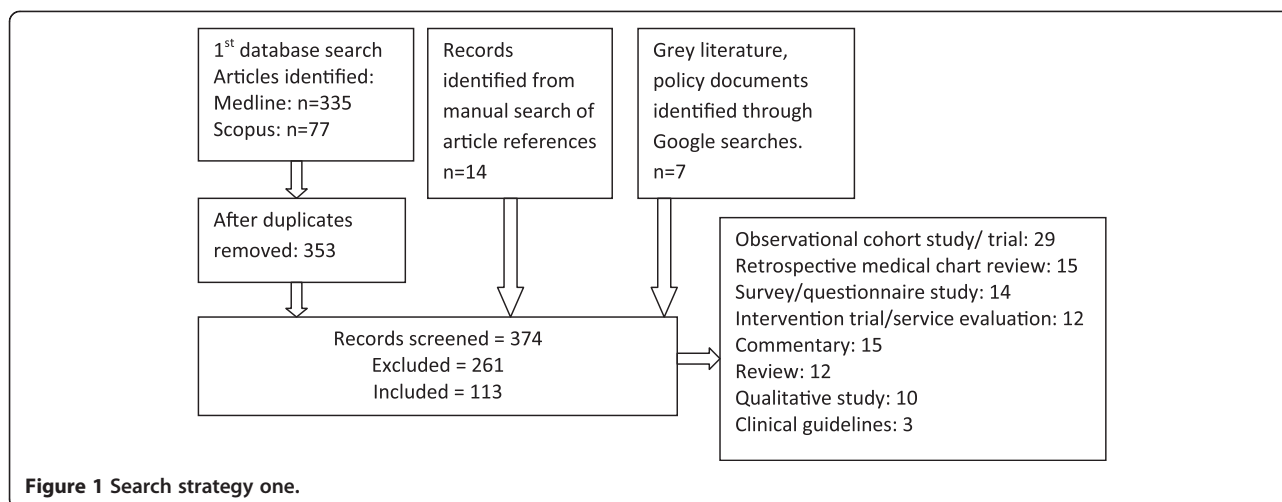 1st database search
Articles identified:
Medline: n=335
Scopus: n=77
Records
identified from
manual search of
article references
n=14
Grey literature,
policy documents
identified through
Google searches.
n=7
After duplicates
removed: 353
Records screened = 374
Excluded = 261
Included = 113
Observational cohort study/ trial: 29
Retrospective medical chart review: 15
Survey/questionnaire study: 14
Intervention trial/service evaluation: 12
Commentary: 15
Review: 12
Qualitative study: 10
Clinical guidelines: 3
Figure 1 Search strategy one.